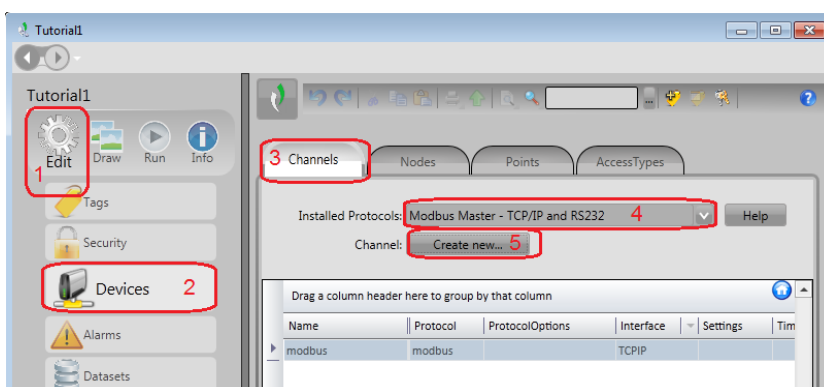 Tutorial1
Tutorial1
Edit Draw Run Info
1
Tags
Security
Devices 2
Alarms
Datasets
3 Channels Nodes Points AccessTypes
Installed Protocols: Modbus Master - TCP/IP and RS232 4 Help
Channel: Create new... 5
Drag a column header here to group by that column
Name Protocol ProtocolOptions Interface Settings Tim
modbus modbus TCPIP